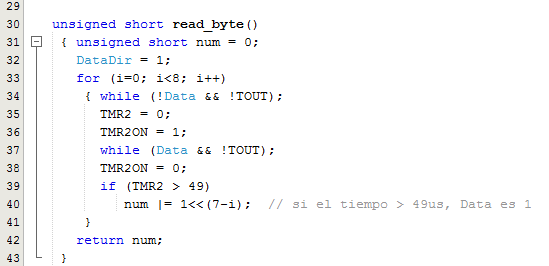 29
30 unsigned short read_byte()
31 { unsigned short num = 0;
32 DataDir = 1;
33 for (i=0; i<8; i++)
34 { while (!Data && !TOUT);
35 TMR2 = 0;
36 TMR2ON = 1;
37 while (Data && !TOUT);
38 TMR2ON = 0;
39 if (TMR2 > 49)
40 num |= 1<<(7-i); // si el tiempo > 49us, Data es 1
41 }
42 return num;
43 }